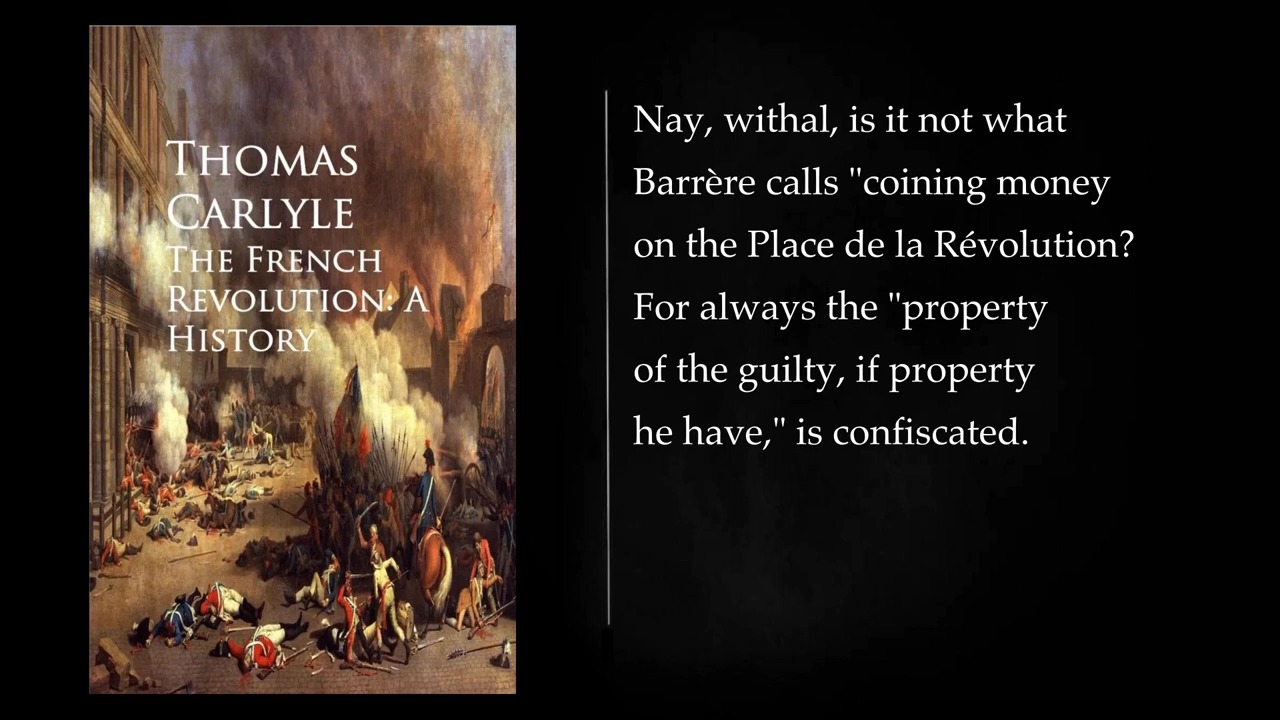 THOMAS
CARLYLE
THE FRENCH
REVOLUTION: A
HISTORY
Nay, withal, is it not what
Barrère calls "coining money
on the Place de la Révolution?
For always the "property
of the guilty, if property
he have," is confiscated.